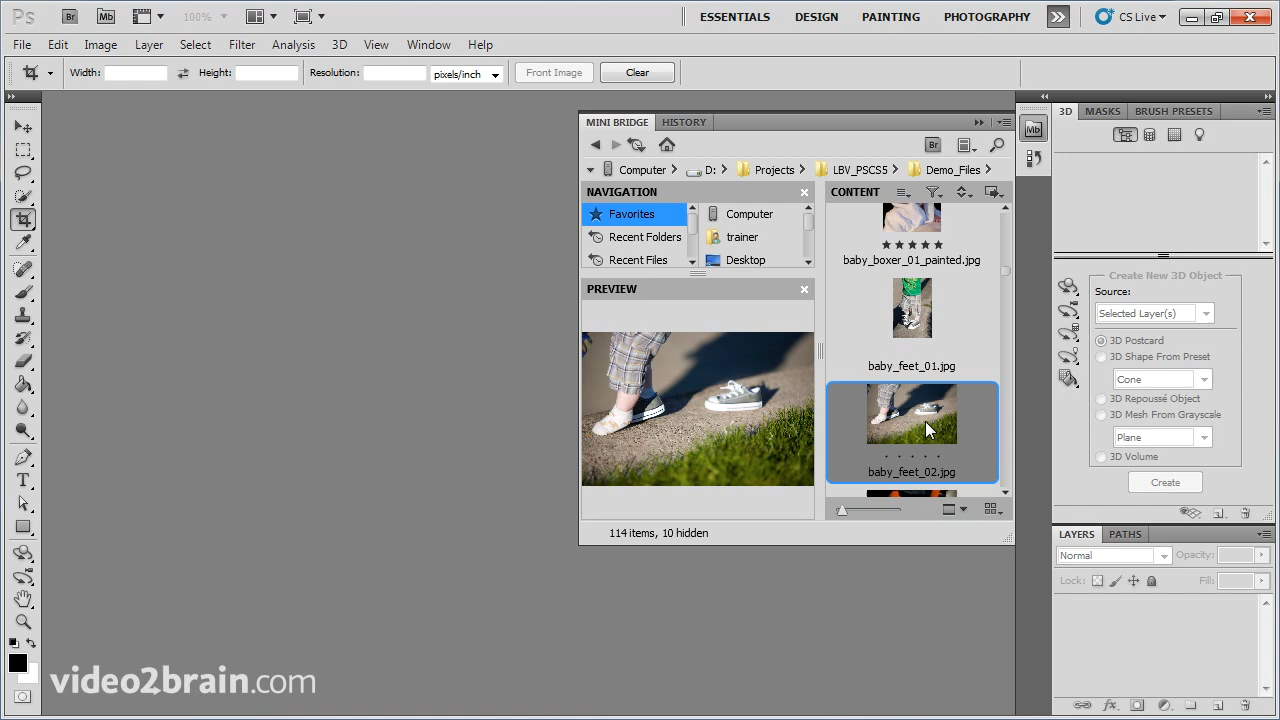 Ps Br Mb 100% ESSENTIALS DESIGN PAINTING PHOTOGRAPHY CS Live
File Edit Image Layer Select Filter Analysis 3D View Window Help
Width: Height: Resolution: pixels/inch Front Image Clear
MINI BRIDGE HISTORY
Br
Computer D: Projects LBV_PSCS5 Demo_Files
NAVIGATION
Favorites Computer
Recent Folders trainer
Recent Files Desktop
PREVIEW
CONTENT
baby_boxer_01_painted.jpg
baby_feet_01.jpg
baby_feet_02.jpg
114 items, 10 hidden
Mb
3D MASKS BRUSH PRESETS
Create New 3D Object
Source:
Selected Layer(s)
3D Postcard
3D Shape From Preset
Cone
3D Repoussé Object
3D Mesh From Grayscale
Plane
3D Volume
Create
LAYERS PATHS
Normal Opacity:
Lock: Fill:
fx
T
video2brain.com